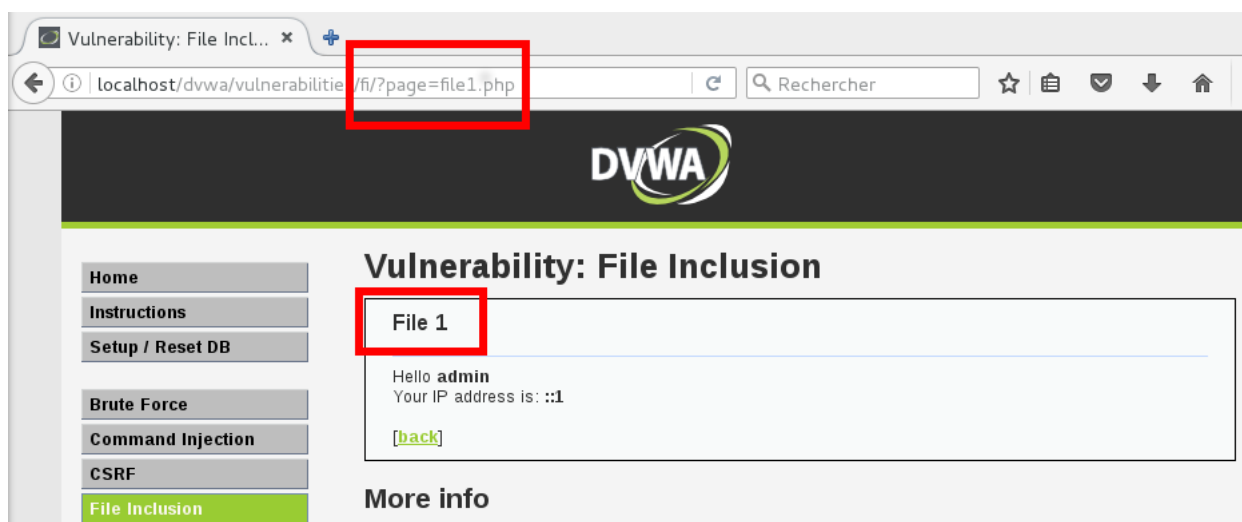 Vulnerability: File Incl...
localhost/dvwa/vulnerabilitie /fi/?page=file1.php
Rechercher
DVWA
Home
Instructions
Setup / Reset DB
Brute Force
Command Injection
CSRF
File Inclusion
Vulnerability: File Inclusion
File 1
Hello admin
Your IP address is: ::1
[back]
More info